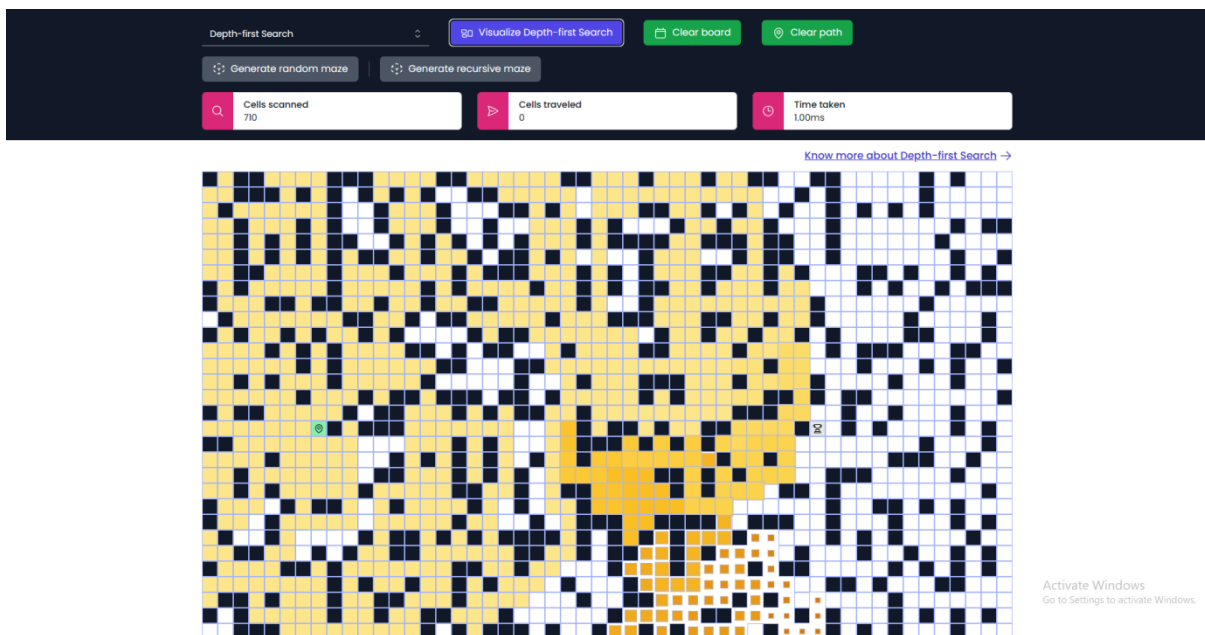 Depth-first Search
Visualize Depth-first Search
Clear board
Clear path
Generate random maze
Generate recursive maze
Cells scanned
710
Cells traveled
0
Time taken
1.00ms
Know more about Depth-first Search →
Activate Windows
Go to Settings to activate Windows.